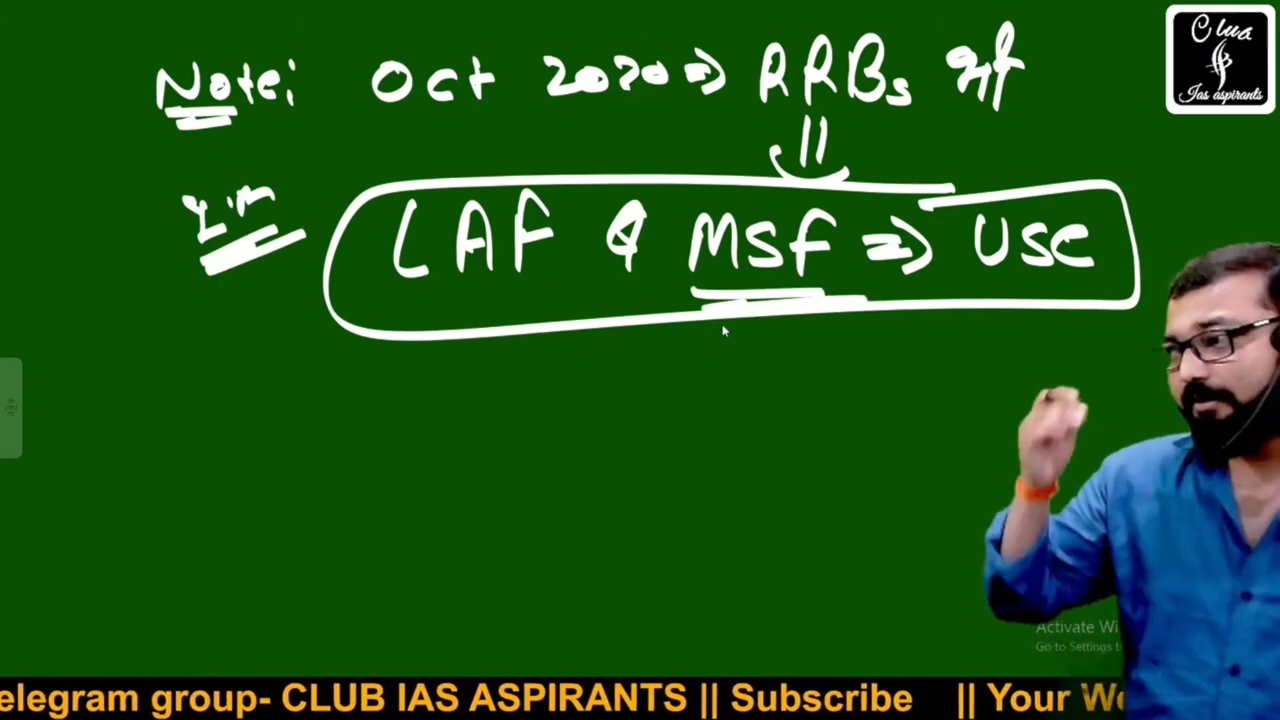 Note: Oct 2020 ⇒ RRBs भी
LAF & MSF ⇒ USE
Club
Ias aspirants
Activate Wi
Go to Settings t
elegram group- CLUB IAS ASPIRANTS || Subscribe || Your We